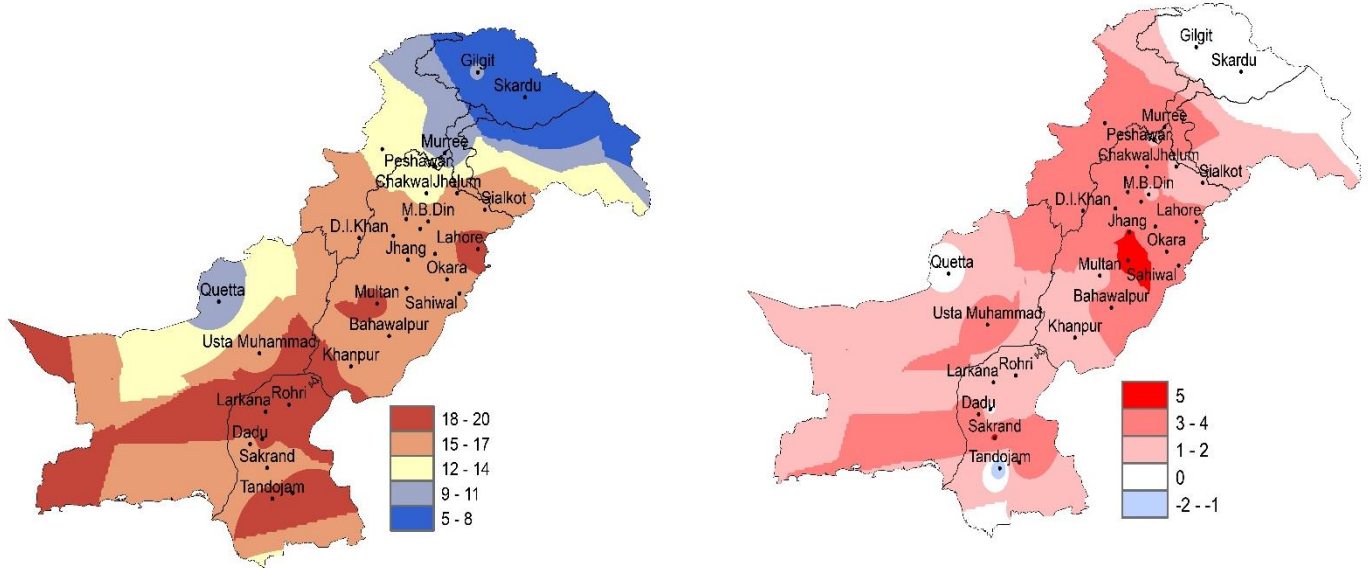 Gilgit
Skardu
Murree
Peshawar
Chakwal Jhelum
Sialkot
M.B.Din
D.I.Khan
Lahore
Jhang
Okara
Multan
Sahiwal
Quetta
Bahawalpur
Usta Muhammad
Khanpur
Rohri
Larkana
Dadu
Sakrand
Tandojam
18 - 20
15 - 17
12 - 14
9 - 11
5 - 8
Gilgit
Skardu
Murree
Peshawar
ChakwalJhelum
Sialkot
M.B.Din
D.I.Khan
Lahore
Jhang
Okara
Multan
Sahiwal
Quetta
Bahawalpur
Usta Muhammad
Khanpur
Rohri
Larkana
Dadu
Sakrand
Tandojam
5
3 - 4
1 - 2
0
-2 - -1